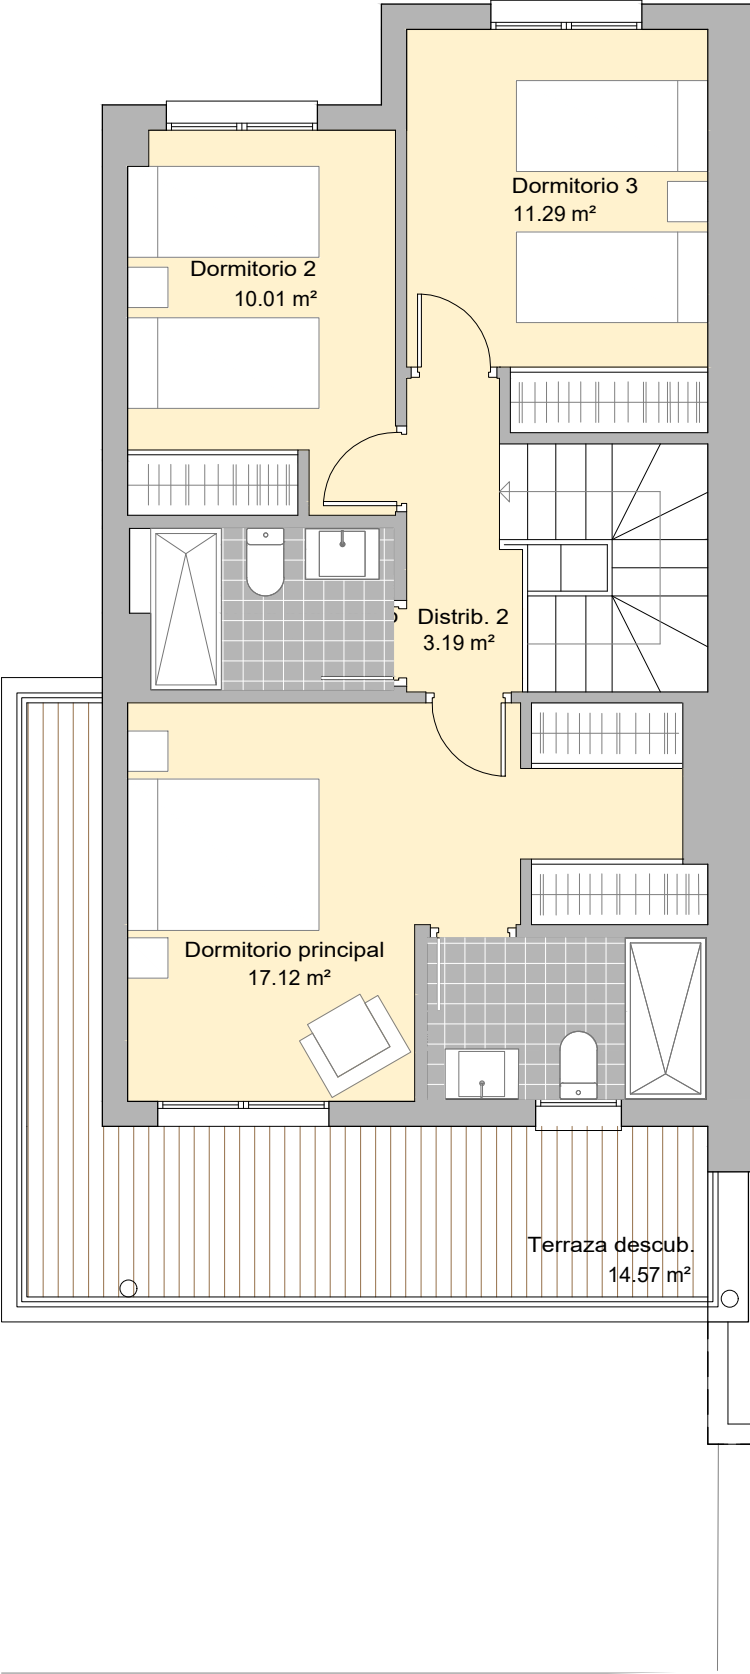 Dormitorio 3
11.29 m²
Dormitorio 2
10.01 m²
Distrib. 2
3.19 m²
Dormitorio principal
17.12 m²
Terraza descub.
14.57 m²